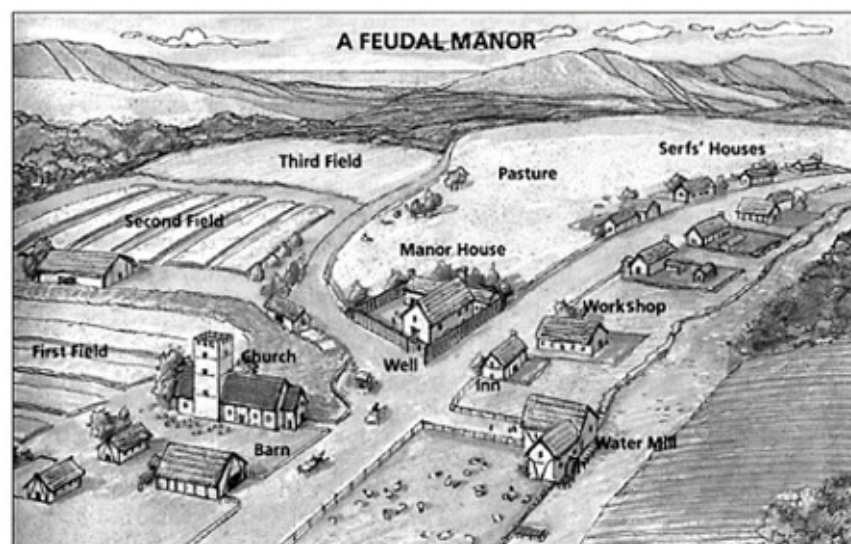 A FEUDAL MANOR
Third Field
Pasture
Serfs' Houses
Second Field
Manor House
Workshop
First Field
Church
Well
Inn
Barn
Water Mill